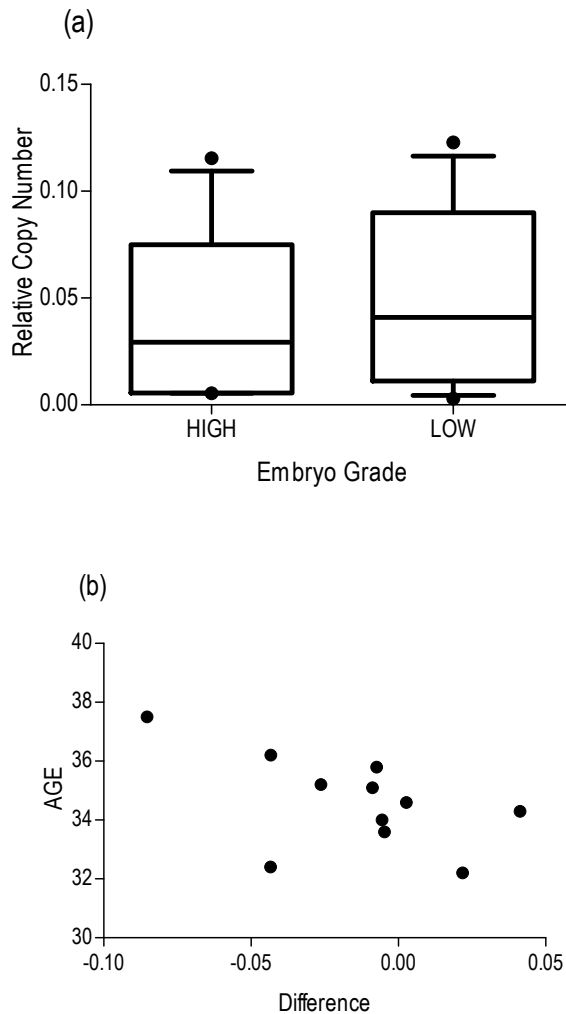 (a)
Relative Copy Number
0.15
0.10
0.05
0.00
HIGH LOW
Embryo Grade
(b)
AGE
40
38
36
34
32
30
-0.10 -0.05 0.00 0.05
Difference